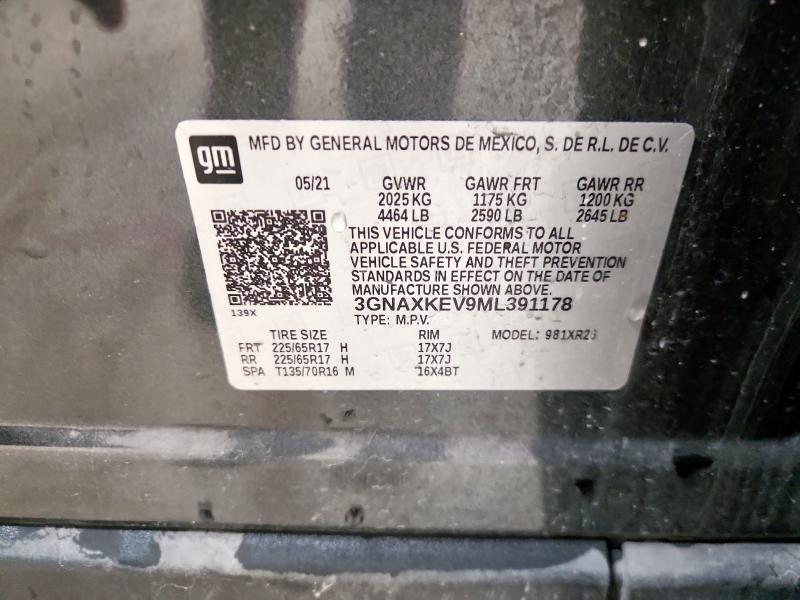 gm MFD BY GENERAL MOTORS DE MEXICO, S. DE R.L. DE C.V.
05/21 GVWR GAWR FRT GAWR RR
2025 KG 1175 KG 1200 KG
4464 LB 2590 LB 2645 LB
THIS VEHICLE CONFORMS TO ALL
APPLICABLE U.S. FEDERAL MOTOR
VEHICLE SAFETY AND THEFT PREVENTION
STANDARDS IN EFFECT ON THE DATE OF
MANUFACTURE SHOWN ABOVE.
3GNAXKEV9ML391178
139X
TYPE: M.P.V.
TIRE SIZE RIM MODEL: 981XR26
FRT 225/65R17 H 17X7J
RR 225/65R17 H 17X7J
SPA T135/70R16 M 16X4BT